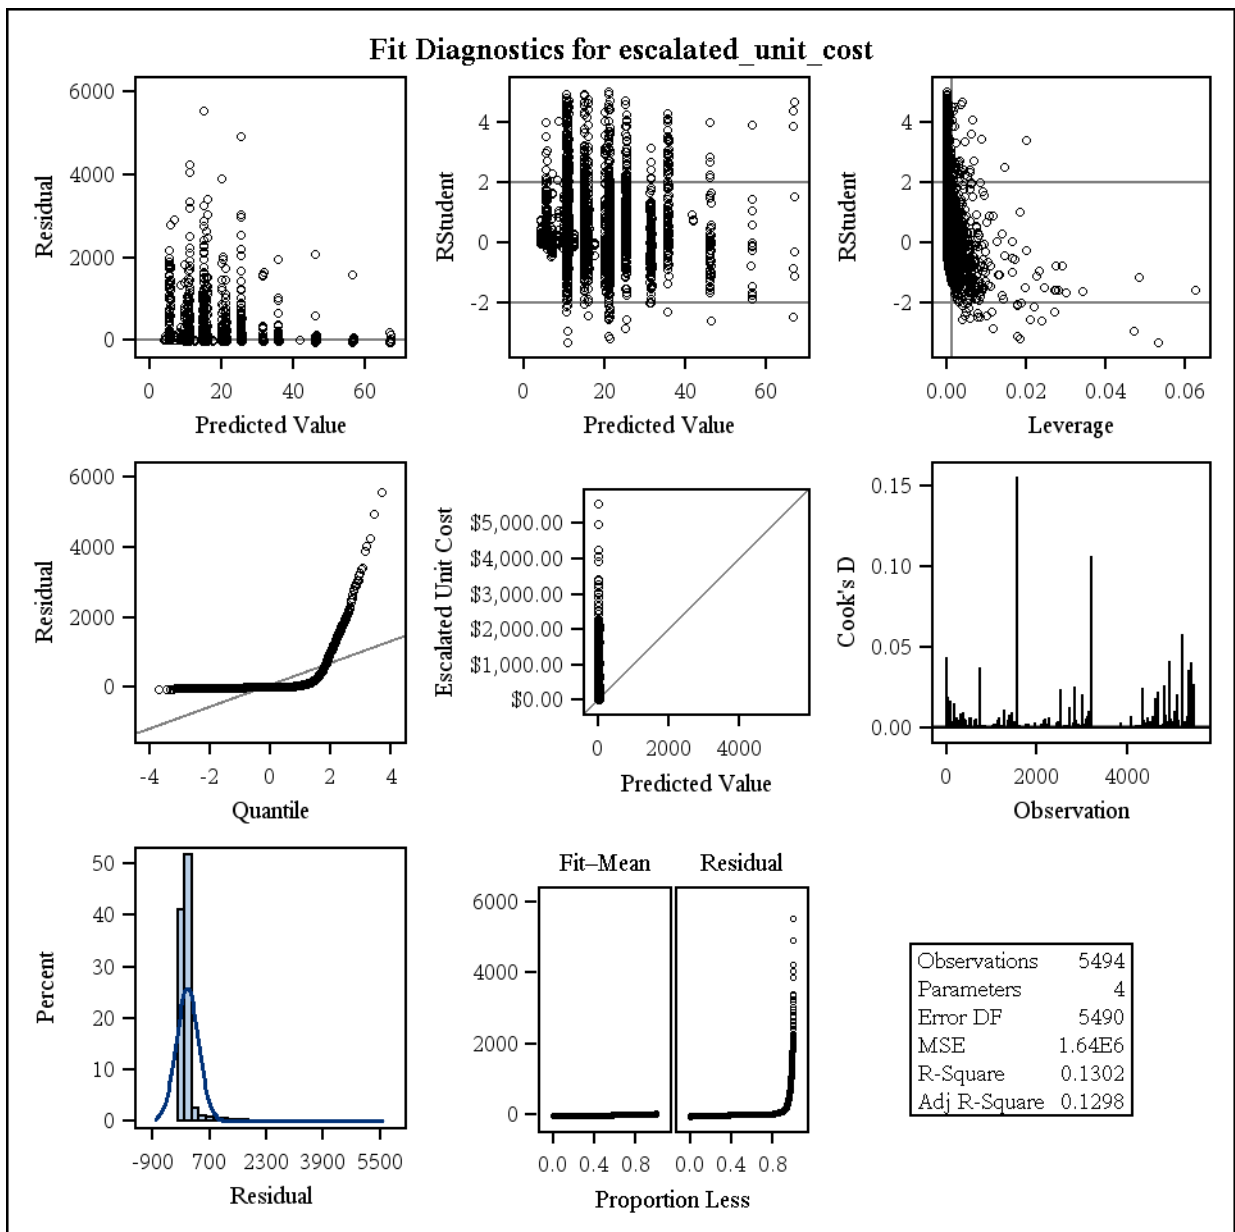 Fit Diagnostics for escalated_unit_cost
6000
4000
2000
0
Residual
0 20 40 60
Predicted Value
4
2
0
-2
RStudent
0 20 40 60
Predicted Value
4
2
0
-2
RStudent
0.00 0.02 0.04 0.06
Leverage
6000
4000
2000
0
Residual
-4 -2 0 2 4
Quantile
$5,000.00
$4,000.00
$3,000.00
$2,000.00
$1,000.00
$0.00
Escalated Unit Cost
0 2000 4000
Predicted Value
0.15
0.10
0.05
0.00
Cook's D
0 2000 4000
Observation
50
40
30
20
10
0
Percent
-900 700 2300 3900 5500
Residual
Fit–Mean Residual
6000
4000
2000
0
0.0 0.4 0.8 0.0 0.4 0.8
Proportion Less
Observations 5494
Parameters 4
Error DF 5490
MSE 1.64E6
R-Square 0.1302
Adj R-Square 0.1298